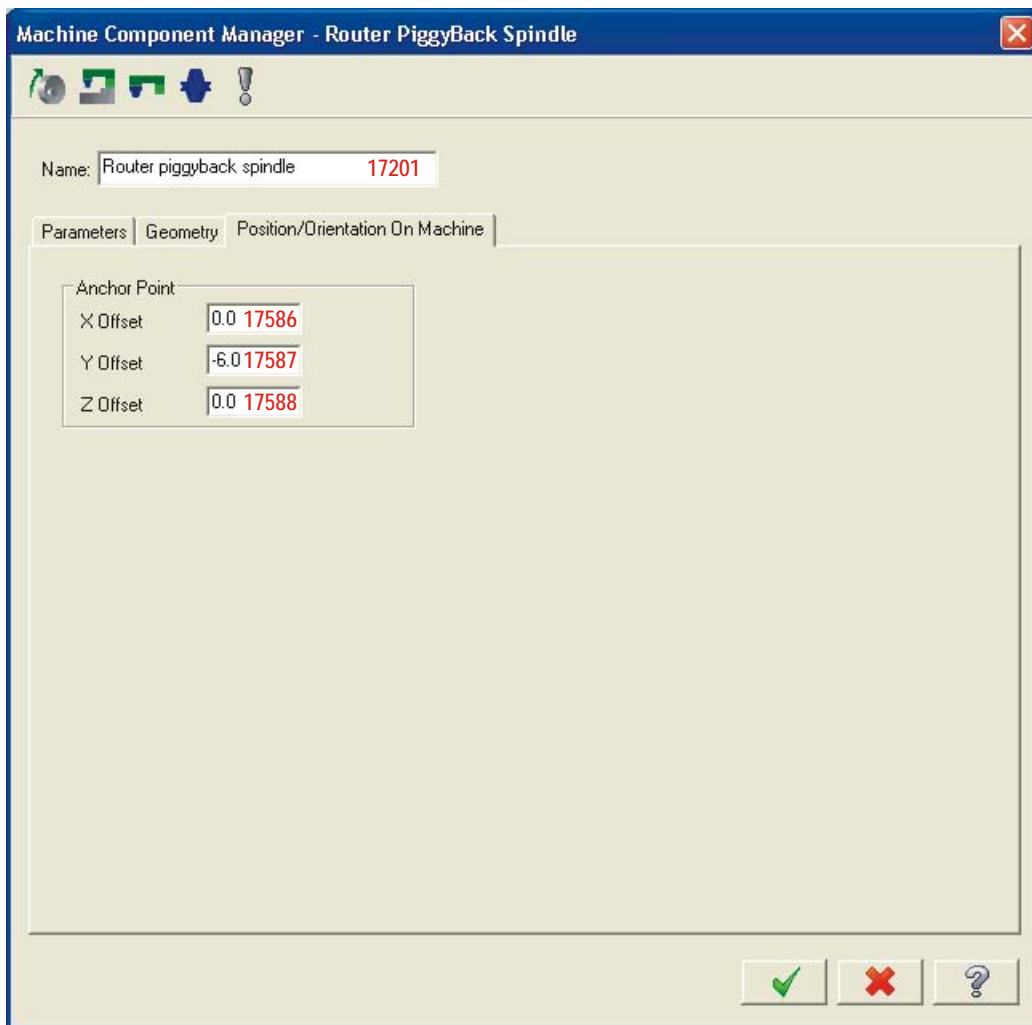 Machine Component Manager - Router PiggyBack Spindle
Name: Router piggyback spindle 17201
Parameters Geometry Position/Orientation On Machine
Anchor Point
X Offset 0.0 17586
Y Offset -6.0 17587
Z Offset 0.0 17588